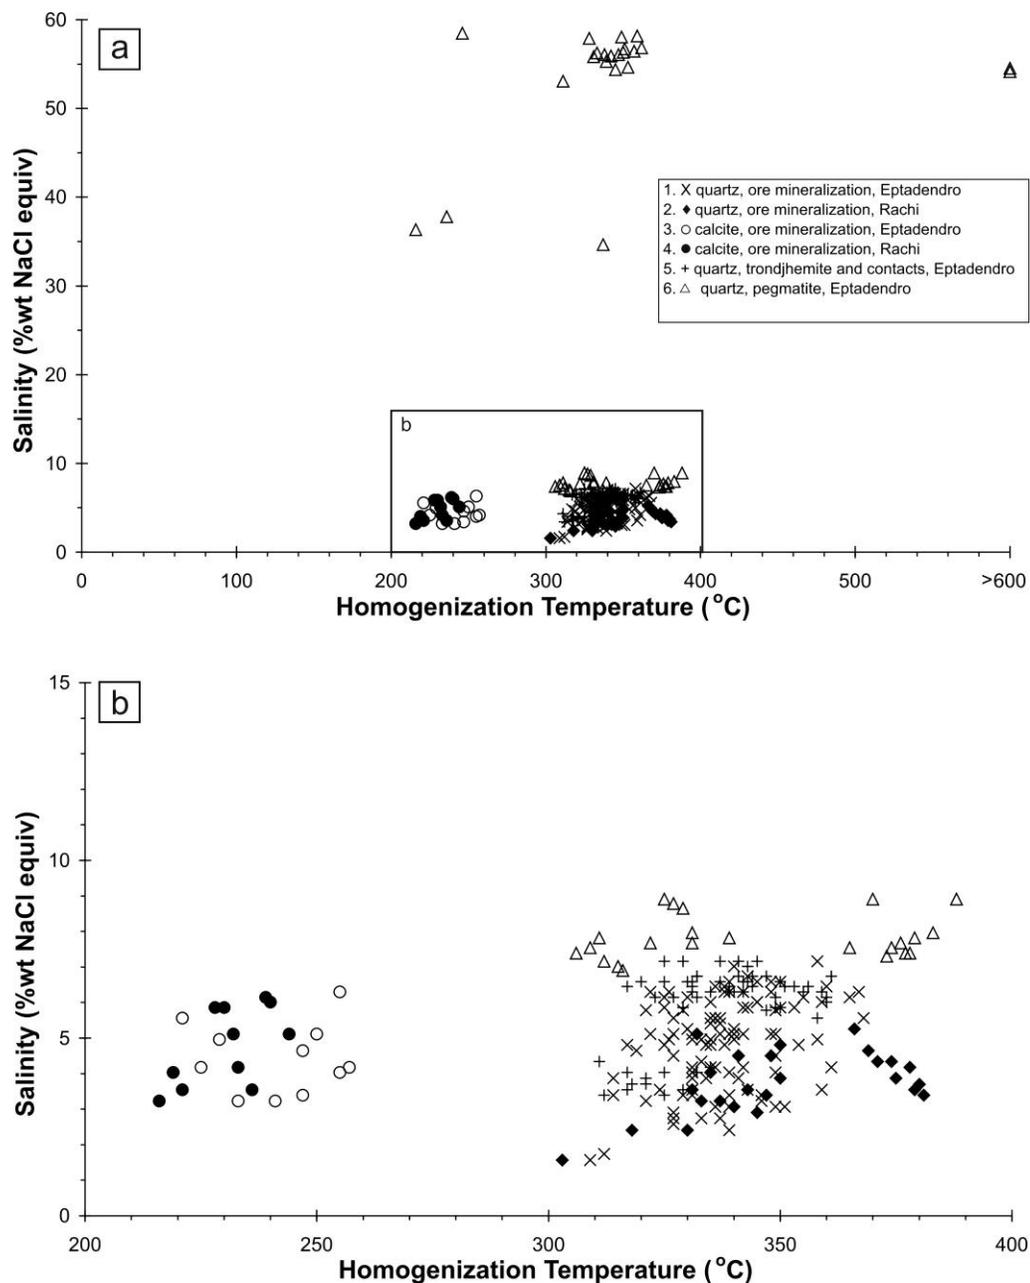 a
Salinity (%wt NaCl equiv)
60
50
40
30
20
10
0
1. X quartz, ore mineralization, Eptadendro
2. ♦ quartz, ore mineralization, Rachi
3. ○ calcite, ore mineralization, Eptadendro
4. ● calcite, ore mineralization, Rachi
5. + quartz, trondjhemite and contacts, Eptadendro
6. △ quartz, pegmatite, Eptadendro
b
0 100 200 300 400 500 >600
Homogenization Temperature (°C)
b
Salinity (%wt NaCl equiv)
15
10
5
0
200 250 300 350 400
Homogenization Temperature (°C)